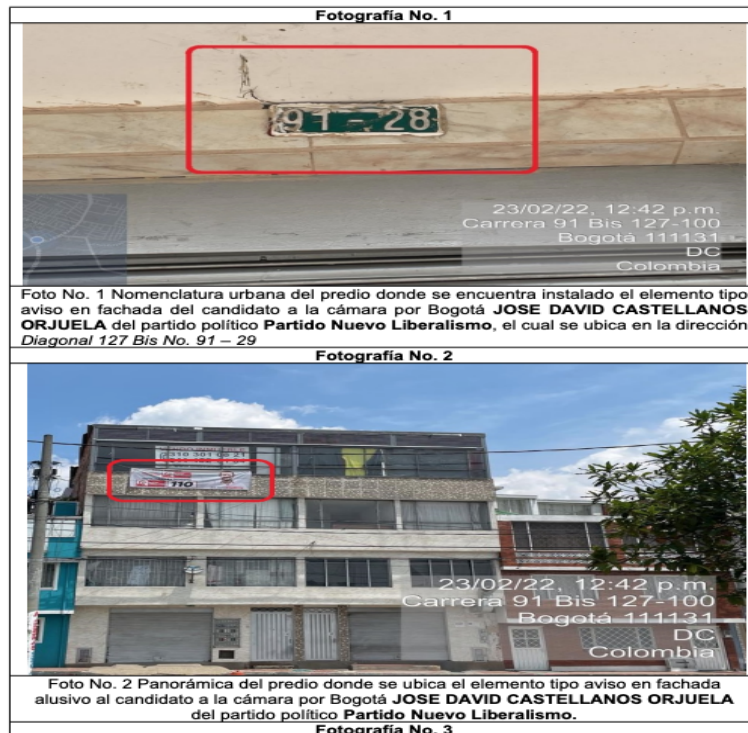 Fotografía No. 1
91 - 28
23/02/22, 12:42 p.m.
Carrera 91 Bis 127-100
Bogotá 111131
DC
Colombia
Foto No. 1 Nomenclatura urbana del predio donde se encuentra instalado el elemento tipo
aviso en fachada del candidato a la cámara por Bogotá JOSE DAVID CASTELLANOS
ORJUELA del partido político Partido Nuevo Liberalismo, el cual se ubica en la dirección
Diagonal 127 Bis No. 91 – 29
Fotografía No. 2
110
23/02/22, 12:42 p.m.
Carrera 91 Bis 127-100
Bogotá 111131
DC
Colombia
Foto No. 2 Panorámica del predio donde se ubica el elemento tipo aviso en fachada
alusivo al candidato a la cámara por Bogotá JOSE DAVID CASTELLANOS ORJUELA
del partido político Partido Nuevo Liberalismo.
Fotografía No. 3